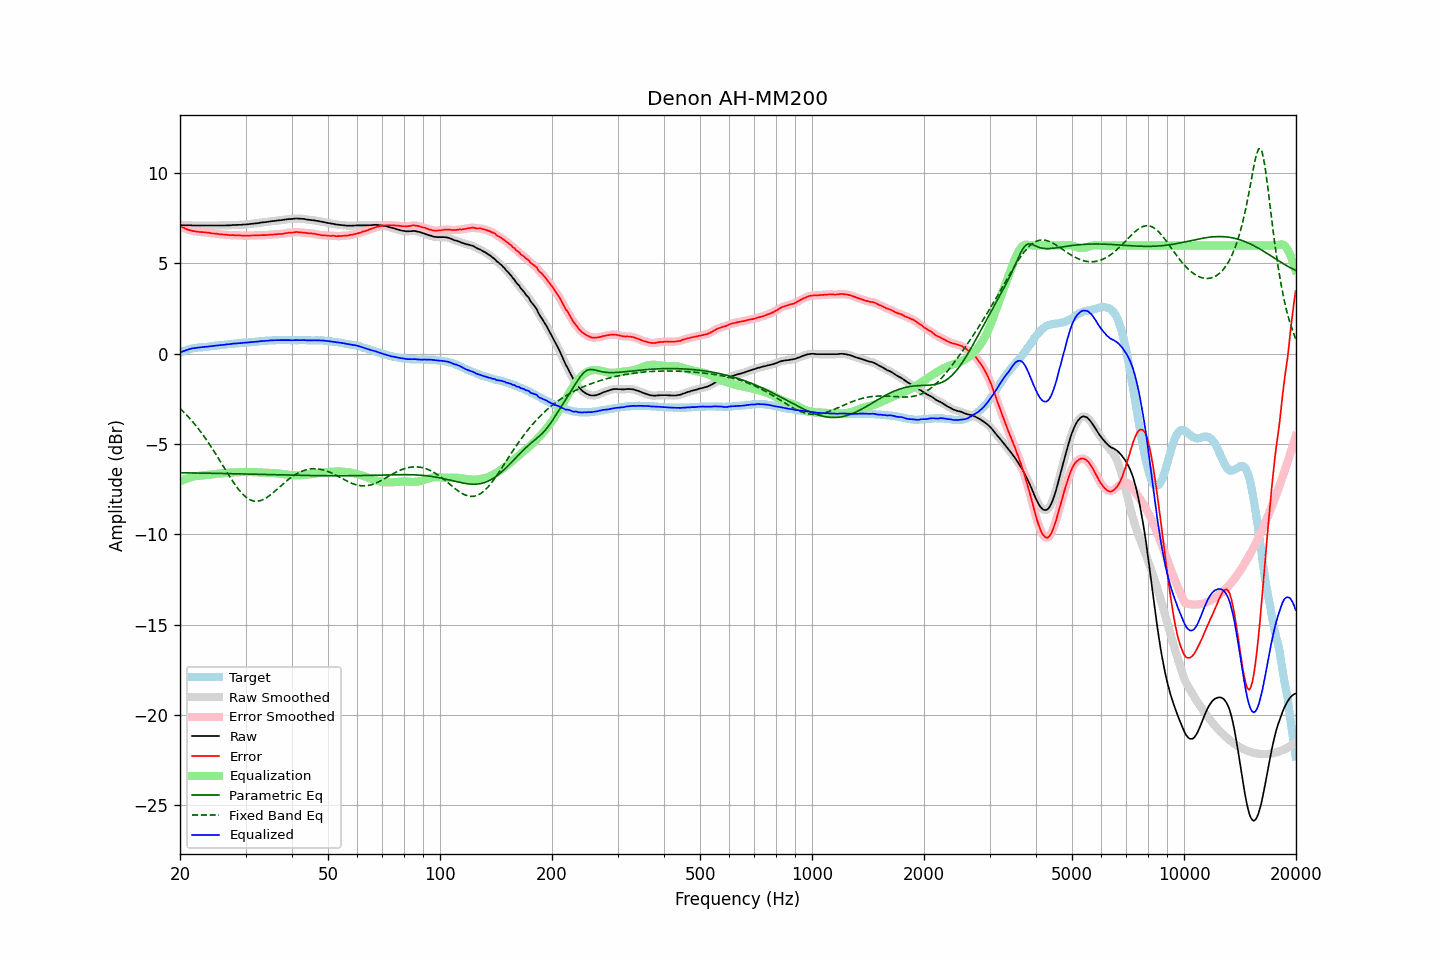 Denon AH-MM200
Amplitude (dBr)
10
5
0
−5
−10
−15
−20
−25
Target
Raw Smoothed
Error Smoothed
Raw
Error
Equalization
Parametric Eq
Fixed Band Eq
Equalized
20 50 100 200 500 1000 2000 5000 10000 20000
Frequency (Hz)